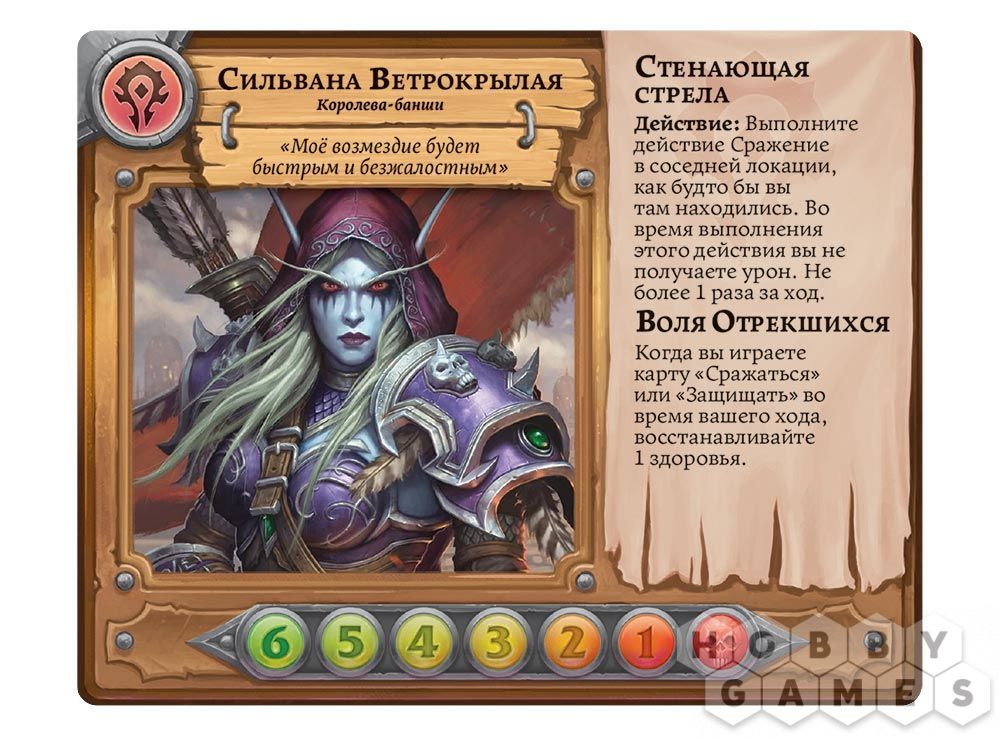 Сильвана Ветрокрылая
Королева-банши
«Моё возмездие будет
быстрым и безжалостным»
Стенающая
стрела
Действие: Выполните
действие Сражение
в соседней локации,
как будто бы вы
там находились. Во
время выполнения
этого действия вы не
получаете урон. Не
более 1 раза за ход.
Воля Отрекшихся
Когда вы играете
карту «Сражаться»
или «Защищать» во
время вашего хода,
восстанавливайте
1 здоровья.
6 5 4 3 2 1
HOBBY
GAMES